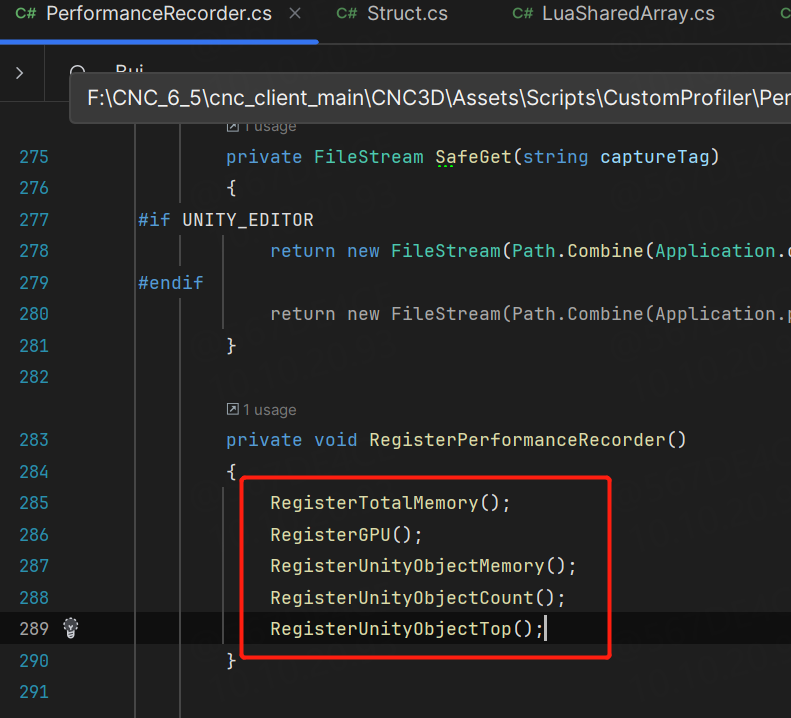 C# PerformanceRecorder.cs × C# Struct.cs C# LuaSharedArray.cs
F:\CNC_6_5\cnc_client_main\CNC3D\Assets\Scripts\CustomProfiler\Per
1 usage
275 private FileStream SafeGet(string captureTag)
276 {
277 #if UNITY_EDITOR
278 return new FileStream(Path.Combine(Application.
279 #endif
280 return new FileStream(Path.Combine(Application.p
281 }
282
1 usage
283 private void RegisterPerformanceRecorder()
284 {
285 RegisterTotalMemory();
286 RegisterGPU();
287 RegisterUnityObjectMemory();
288 RegisterUnityObjectCount();
289 RegisterUnityObjectTop();
290 }
291